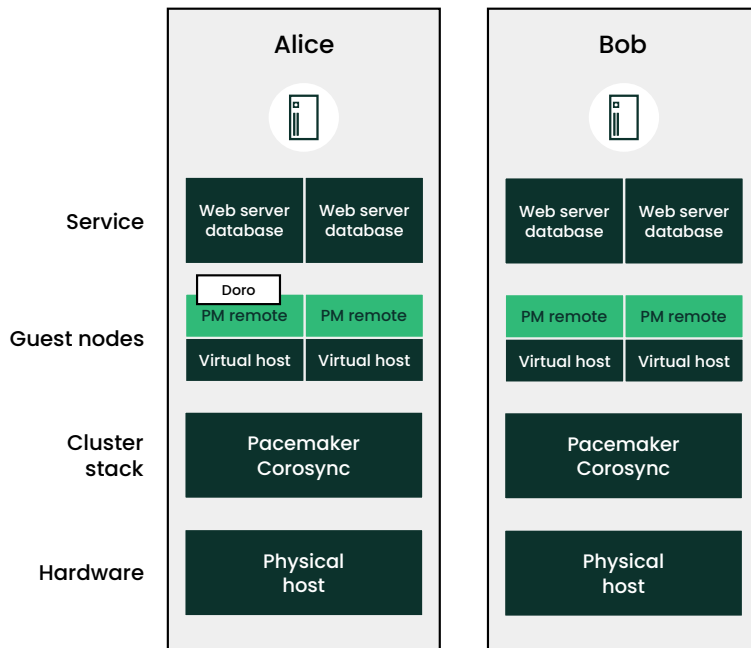 Alice
Bob
Service
Web server
database
Web server
database
Web server
database
Web server
database
Guest nodes
Doro
PM remote
PM remote
PM remote
PM remote
Virtual host
Virtual host
Virtual host
Virtual host
Cluster
stack
Pacemaker
Corosync
Pacemaker
Corosync
Hardware
Physical
host
Physical
host